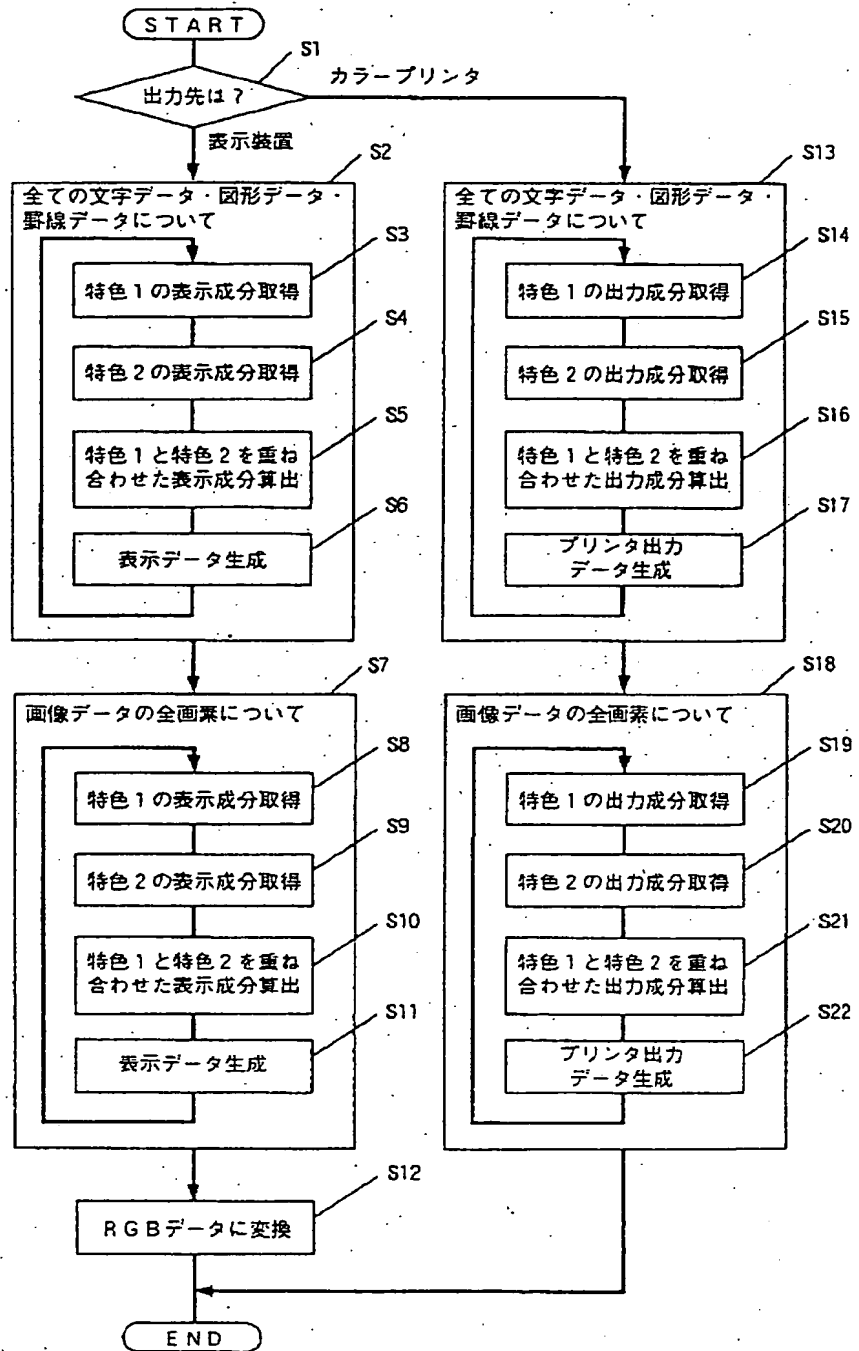 START
S1
カラープリンタ
出力先は？
表示装置
S2
全ての文字データ・図形データ・
罫線データについて
S3
特色1の表示成分取得
S4
特色2の表示成分取得
S5
特色1と特色2を重ね
合わせた表示成分算出
S6
表示データ生成
S7
画像データの全画素について
S8
特色1の表示成分取得
S9
特色2の表示成分取得
S10
特色1と特色2を重ね
合わせた表示成分算出
S11
表示データ生成
S12
RGBデータに変換
S13
全ての文字データ・図形データ・
罫線データについて
S14
特色1の出力成分取得
S15
特色2の出力成分取得
S16
特色1と特色2を重ね
合わせた出力成分算出
S17
プリンタ出力
データ生成
S18
画像データの全画素について
S19
特色1の出力成分取得
S20
特色2の出力成分取得
S21
特色1と特色2を重ね
合わせた出力成分算出
S22
プリンタ出力
データ生成
END